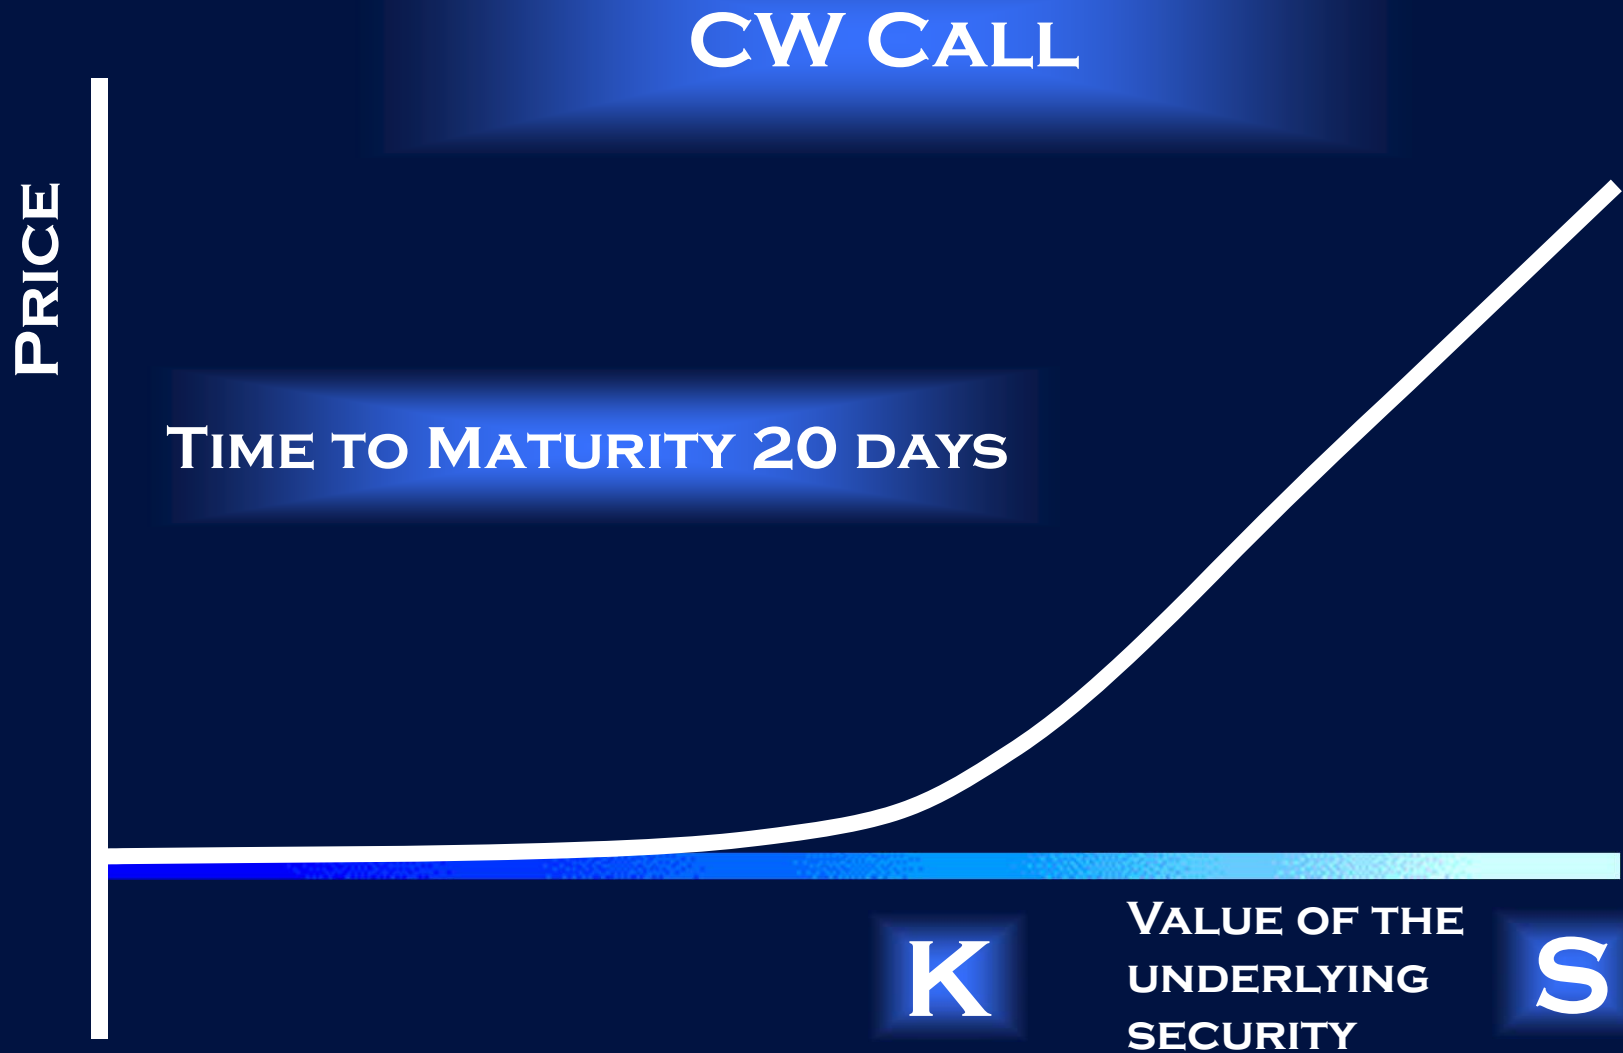 CW CALL
PRICE
TIME TO MATURITY 20 DAYS
K
VALUE OF THE
UNDERLYING
SECURITY
S